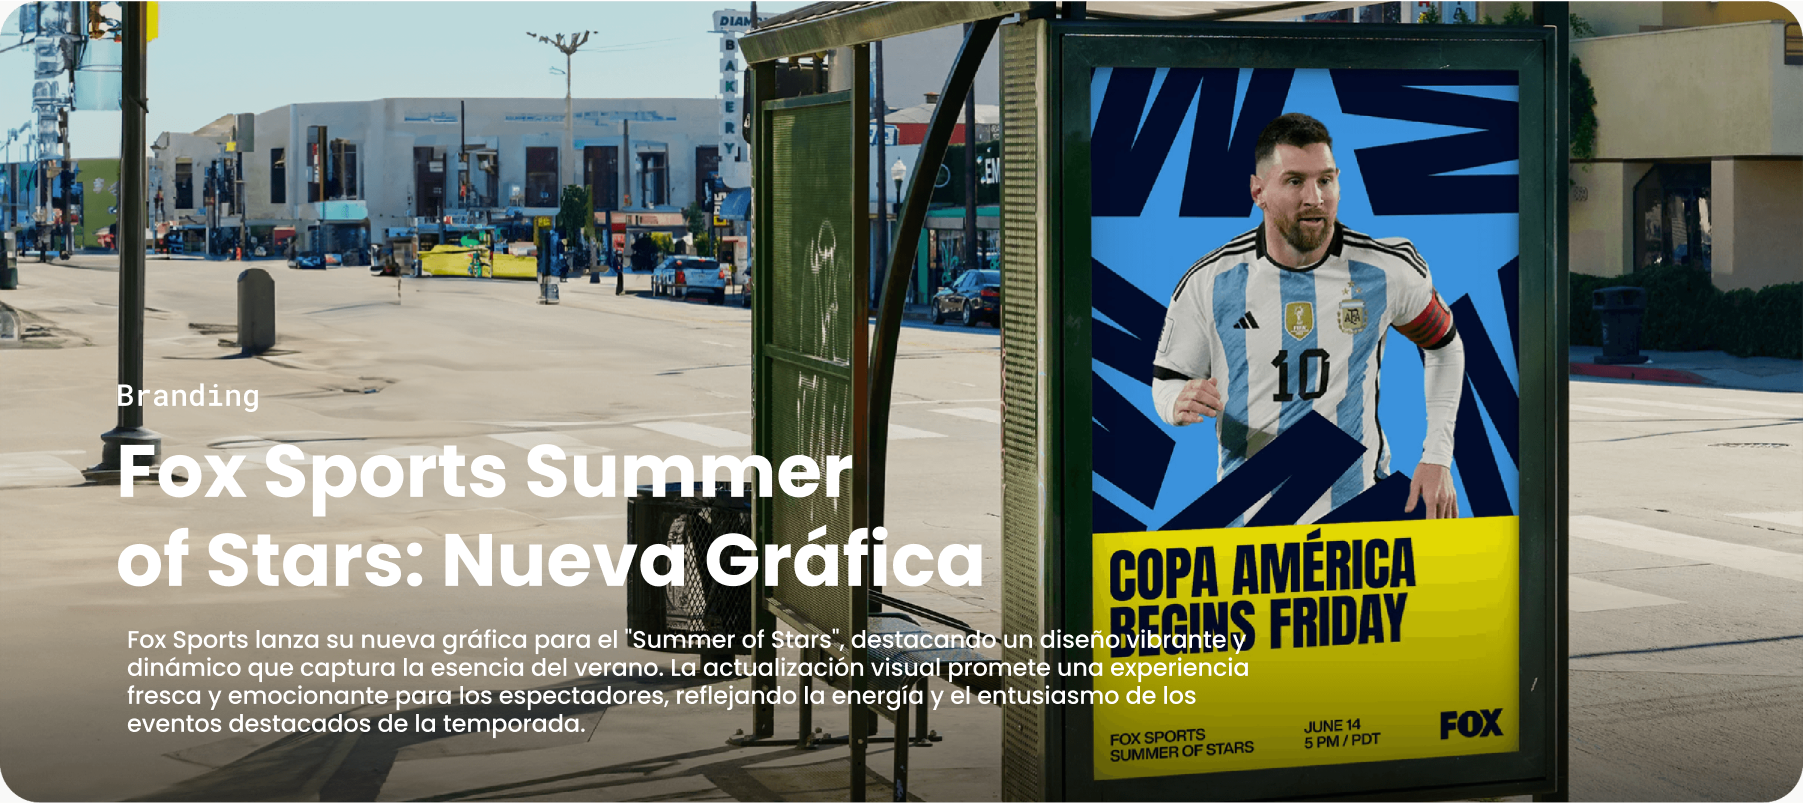 DIAM
BAKERY
Branding
Fox Sports Summer
of Stars: Nueva Gráfica
Fox Sports lanza su nueva gráfica para el "Summer of Stars", destacando un diseño vibrante y
dinámico que captura la esencia del verano. La actualización visual promete una experiencia
fresca y emocionante para los espectadores, reflejando la energía y el entusiasmo de los
eventos destacados de la temporada.
AFA
10
COPA AMÉRICA
BEGINS FRIDAY
FOX SPORTS
SUMMER OF STARS
JUNE 14
5 PM / PDT
FOX